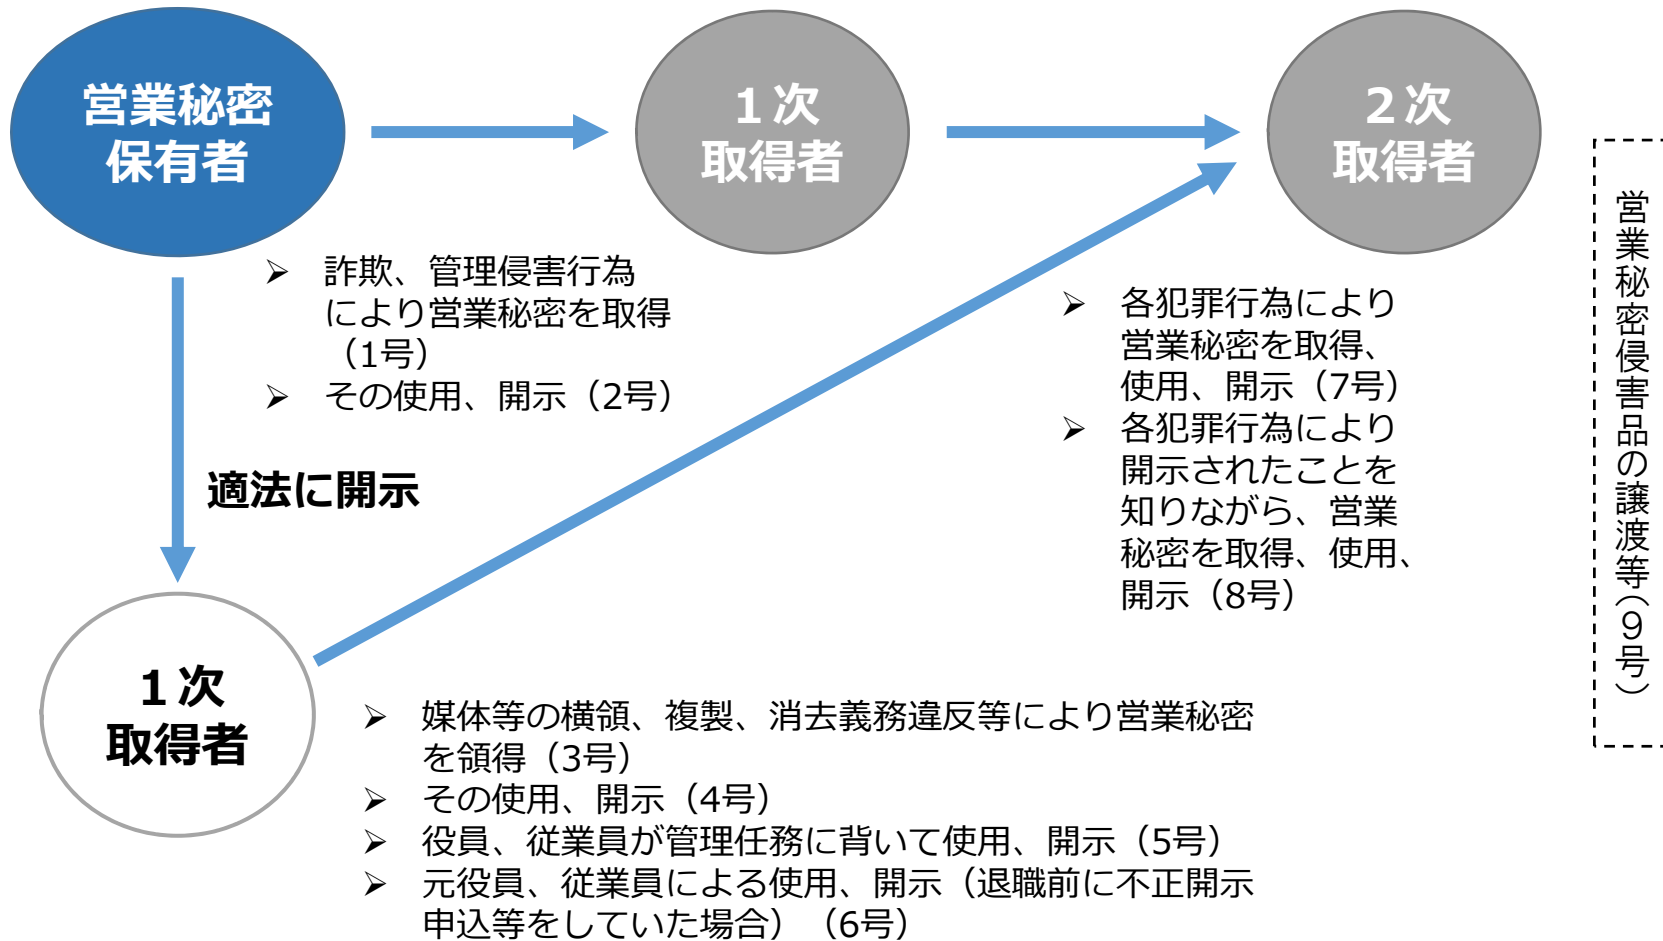 営業秘密
保有者
１次
取得者
２次
取得者
➢ 詐欺、管理侵害行為
により営業秘密を取得
（1号）
➢ その使用、開示（2号）
適法に開示
➢ 各犯罪行為により
営業秘密を取得、
使用、開示（7号）
➢ 各犯罪行為により
開示されたことを
知りながら、営業
秘密を取得、使用、
開示（8号）
営業秘密侵害品の譲渡等（９号）
１次
取得者
➢ 媒体等の横領、複製、消去義務違反等により営業秘密
を領得（3号）
➢ その使用、開示（4号）
➢ 役員、従業員が管理任務に背いて使用、開示（5号）
➢ 元役員、従業員による使用、開示（退職前に不正開示
申込等をしていた場合）（6号）